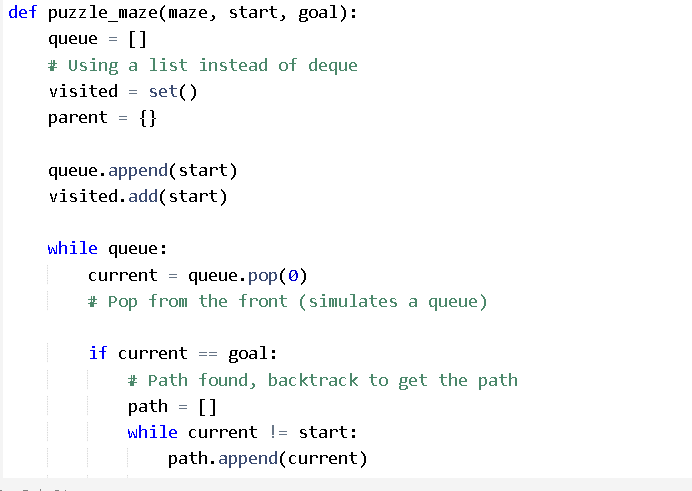 def puzzle_maze(maze, start, goal):
    queue = []
    # Using a list instead of deque
    visited = set()
    parent = {}

    queue.append(start)
    visited.add(start)

    while queue:
        current = queue.pop(0)
        # Pop from the front (simulates a queue)

        if current == goal:
            # Path found, backtrack to get the path
            path = []
            while current != start:
                path.append(current)